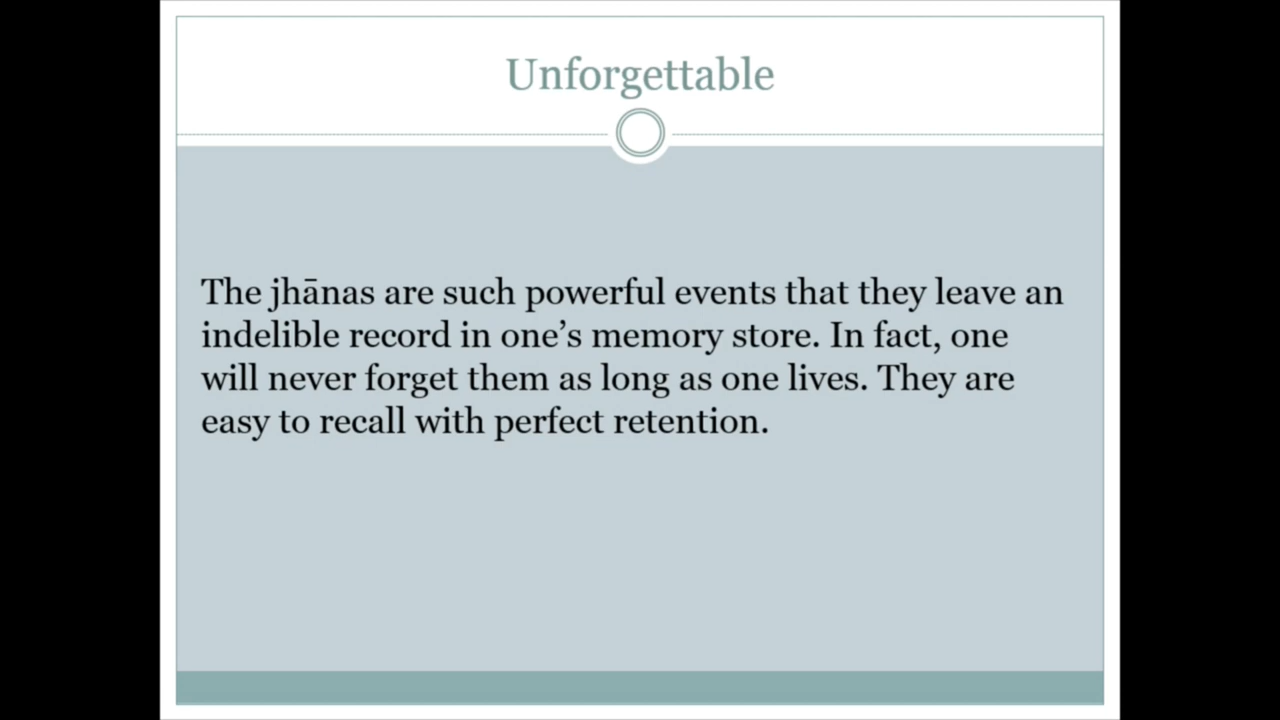 Unforgettable
The jhānas are such powerful events that they leave an
indelible record in one’s memory store. In fact, one
will never forget them as long as one lives. They are
easy to recall with perfect retention.